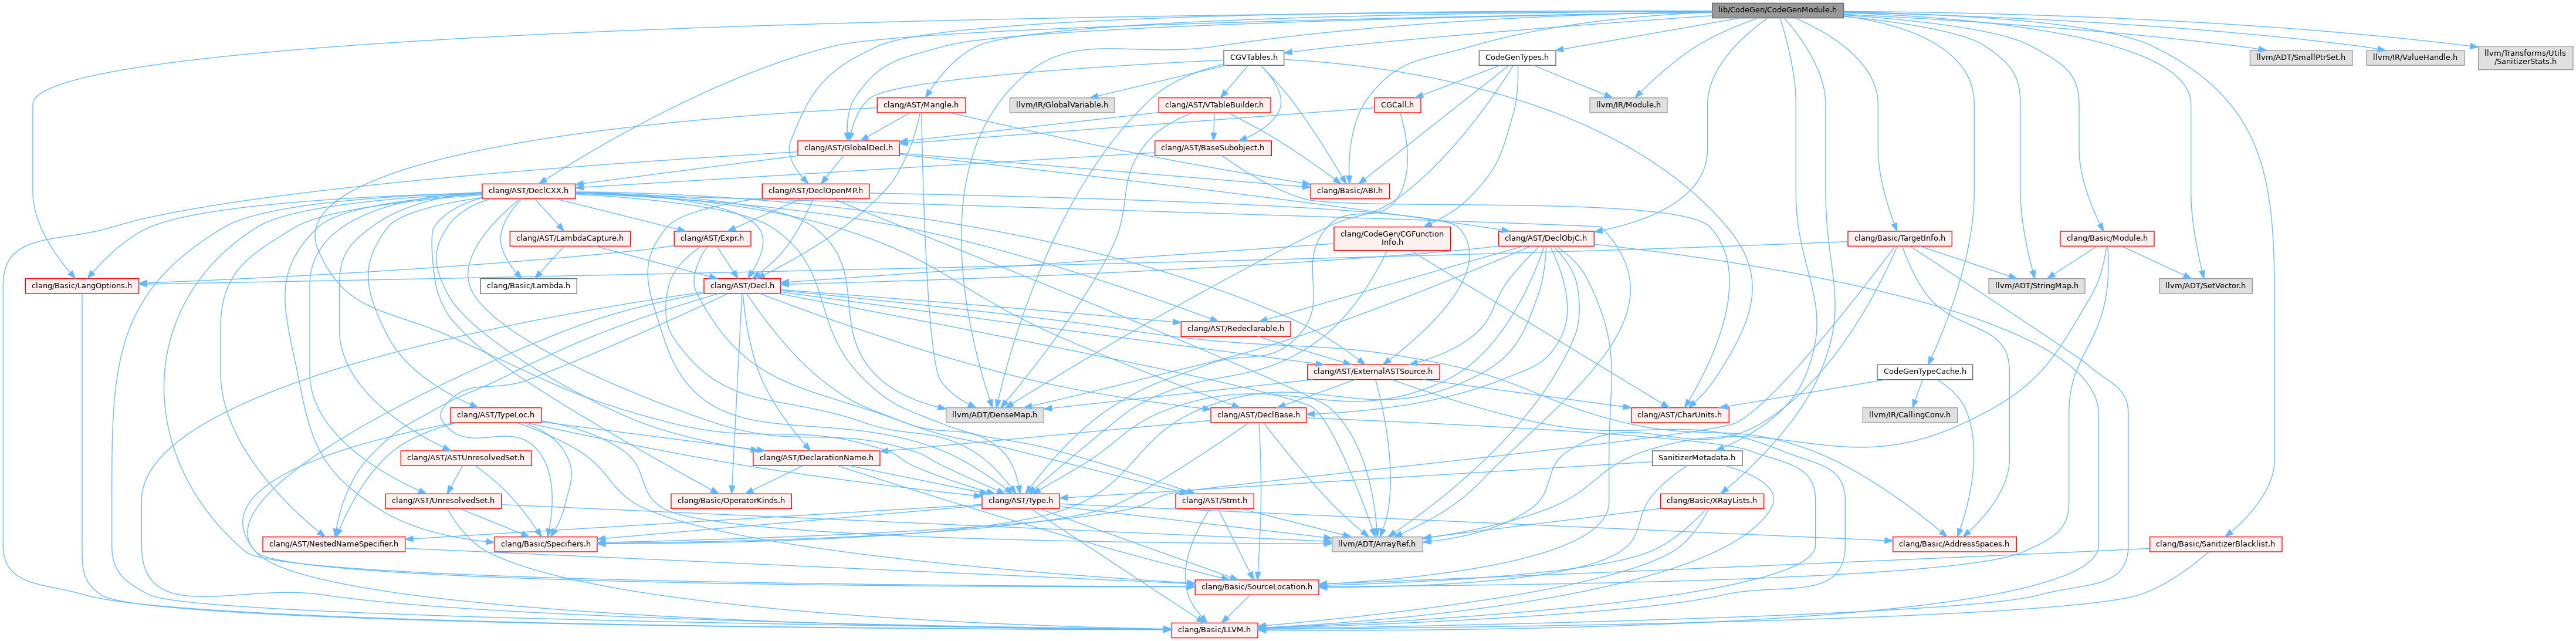 lib/CodeGen/CodeGenModule.h
CGVTables.h
CodeGenTypes.h
llvm/ADT/SmallPtrSet.h
llvm/IR/ValueHandle.h
llvm/Transforms/Utils
/SanitizerStats.h
clang/AST/Mangle.h
llvm/IR/GlobalVariable.h
clang/AST/VTableBuilder.h
CGCall.h
llvm/IR/Module.h
clang/AST/GlobalDecl.h
clang/AST/BaseSubobject.h
clang/AST/DeclCXX.h
clang/AST/DeclOpenMP.h
clang/Basic/ABI.h
clang/AST/LambdaCapture.h
clang/AST/Expr.h
clang/CodeGen/CGFunction
Info.h
clang/AST/DeclObjC.h
clang/Basic/TargetInfo.h
clang/Basic/Module.h
clang/Basic/LangOptions.h
clang/Basic/Lambda.h
clang/AST/Decl.h
llvm/ADT/StringMap.h
llvm/ADT/SetVector.h
clang/AST/Redeclarable.h
clang/AST/ExternalASTSource.h
CodeGenTypeCache.h
clang/AST/TypeLoc.h
llvm/ADT/DenseMap.h
clang/AST/DeclBase.h
clang/AST/CharUnits.h
llvm/IR/CallingConv.h
clang/AST/ASTUnresolvedSet.h
clang/AST/DeclarationName.h
SanitizerMetadata.h
clang/AST/UnresolvedSet.h
clang/Basic/OperatorKinds.h
clang/AST/Type.h
clang/AST/Stmt.h
clang/Basic/XRayLists.h
clang/AST/NestedNameSpecifier.h
clang/Basic/Specifiers.h
llvm/ADT/ArrayRef.h
clang/Basic/AddressSpaces.h
clang/Basic/SanitizerBlacklist.h
clang/Basic/SourceLocation.h
clang/Basic/LLVM.h